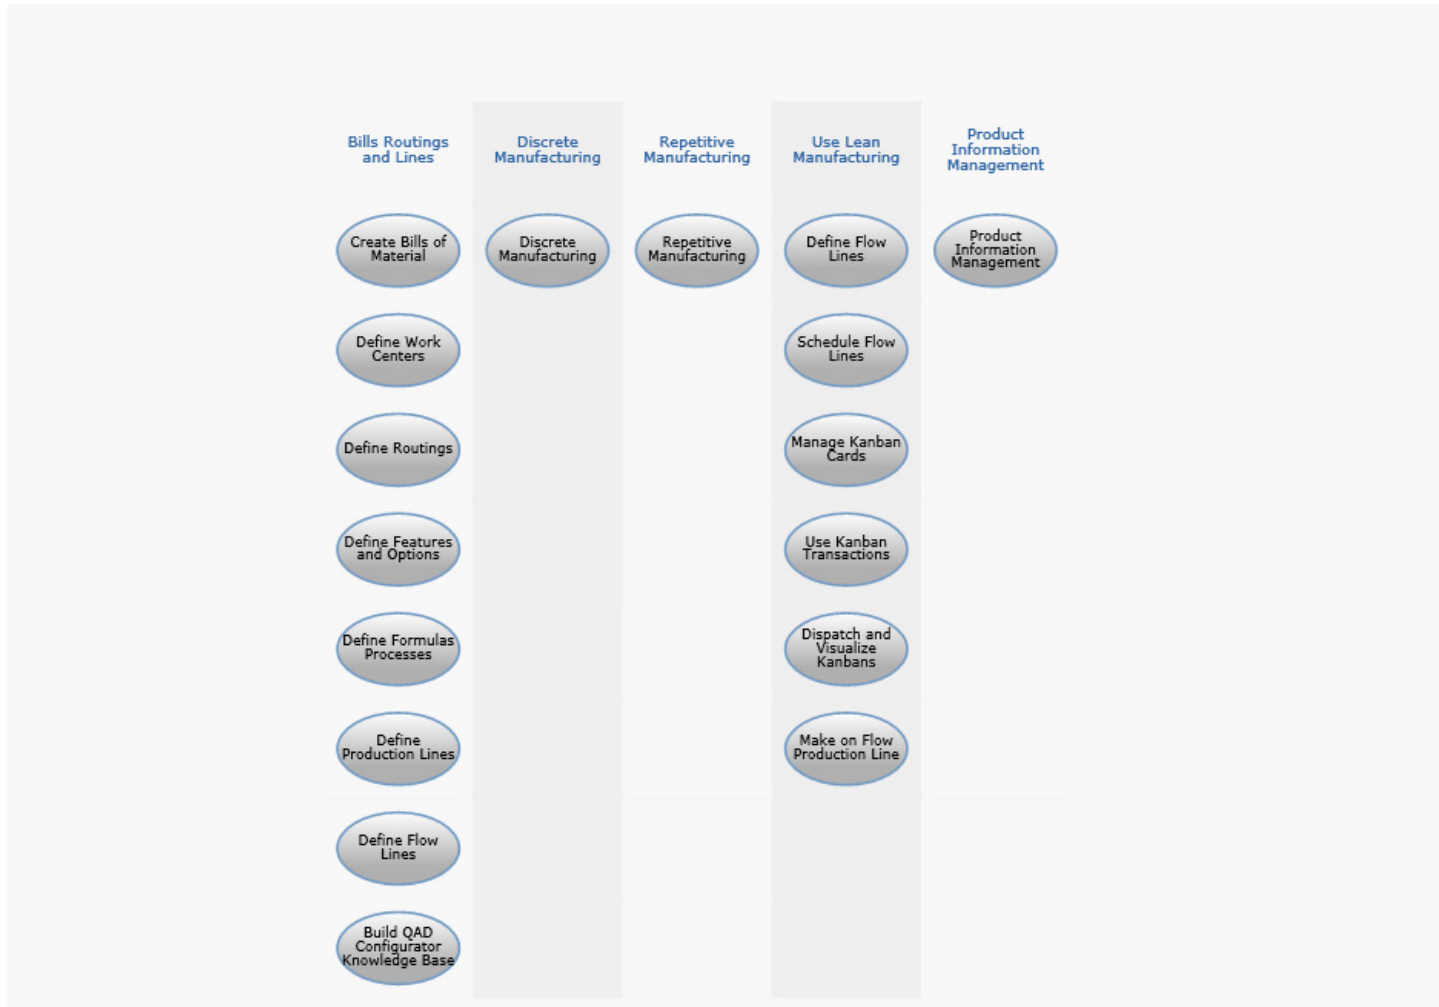 Bills Routings
and Lines
Discrete
Manufacturing
Repetitive
Manufacturing
Use Lean
Manufacturing
Product
Information
Management
Create Bills of
Material
Discrete
Manufacturing
Repetitive
Manufacturing
Define Flow
Lines
Product
Information
Management
Define Work
Centers
Schedule Flow
Lines
Define Routings
Manage Kanban
Cards
Define Features
and Options
Use Kanban
Transactions
Define Formulas
Processes
Dispatch and
Visualize
Kanbans
Define
Production Lines
Make on Flow
Production Line
Define Flow
Lines
Build QAD
Configurator
Knowledge Base